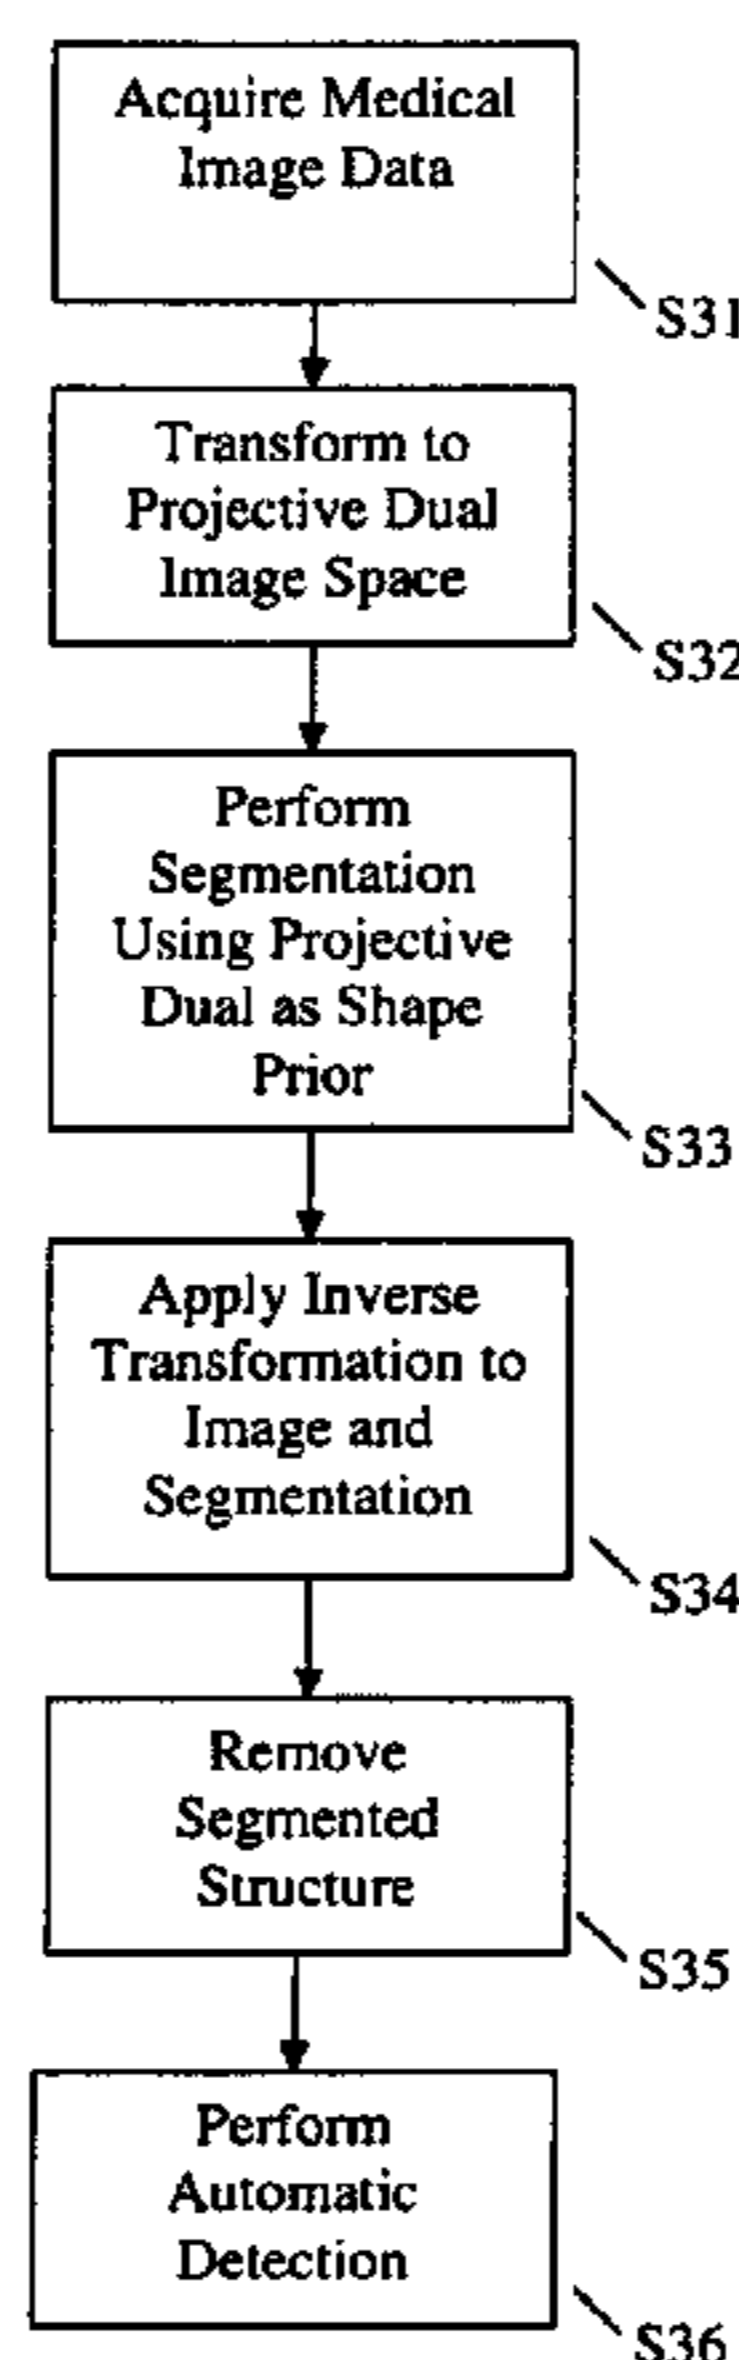 Acquire Medical
Image Data
S31
Transform to
Projective Dual
Image Space
S32
Perform
Segmentation
Using Projective
Dual as Shape
Prior
S33
Apply Inverse
Transformation to
Image and
Segmentation
S34
Remove
Segmented
Structure
S35
Perform
Automatic
Detection
S36